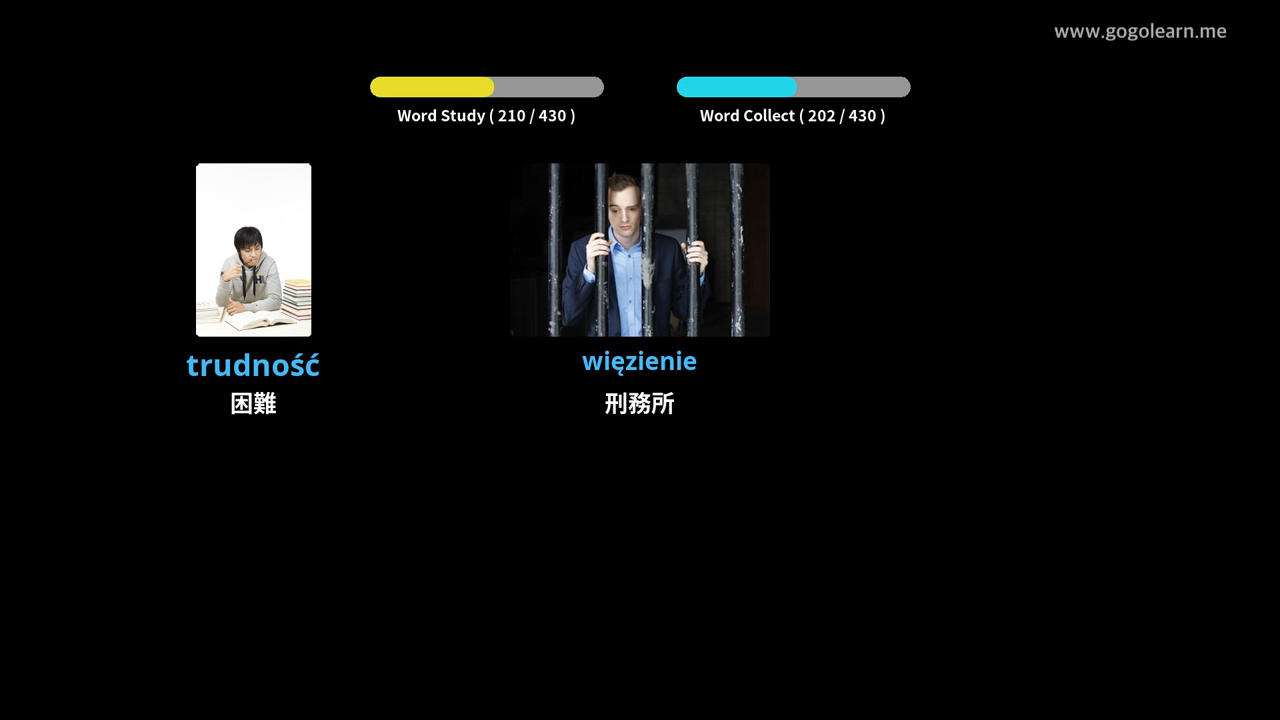 www.gogolearn.me
Word Study ( 210 / 430 )
Word Collect ( 202 / 430 )
trudność
困難
więzienie
刑務所